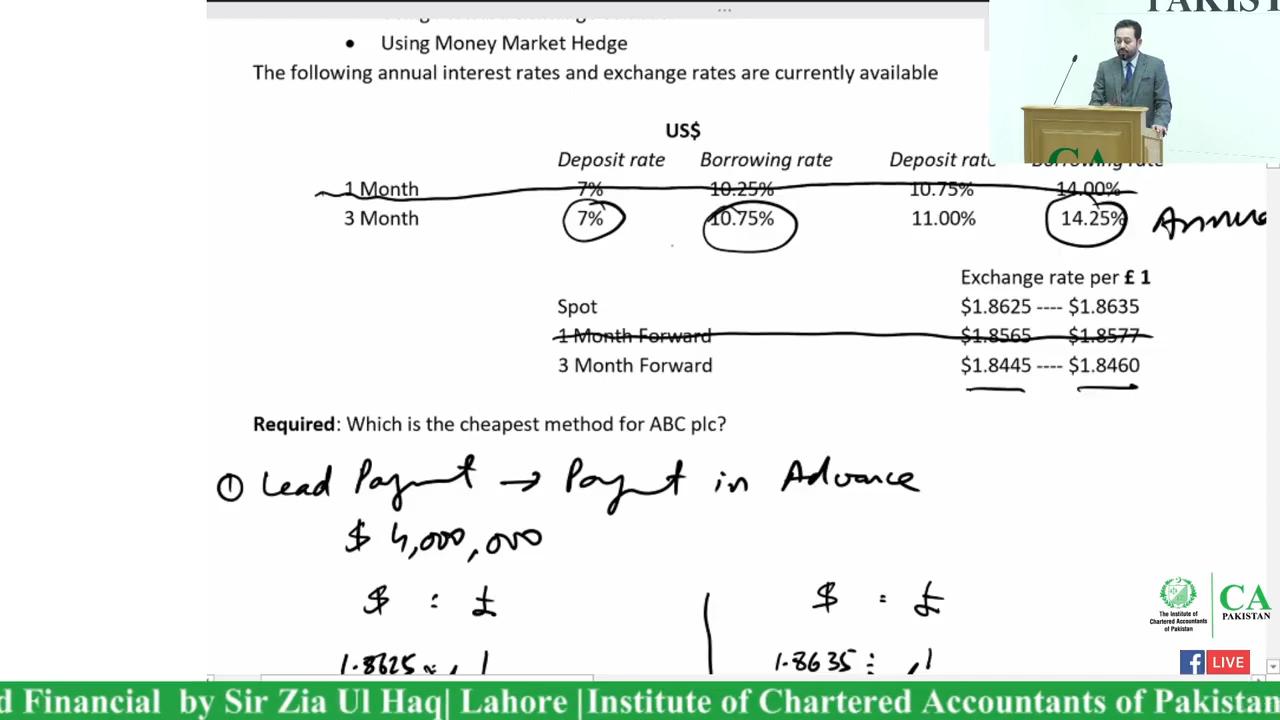 PAKIS
• Using Money Market Hedge
The following annual interest rates and exchange rates are currently available
US$
Deposit rate Borrowing rate Deposit rate Borrowing rate
1 Month 7% 10.25% 10.75% 14.00%
3 Month 7% 10.75% 11.00% 14.25% Annua
Exchange rate per £ 1
Spot $1.8625 ---- $1.8635
1 Month Forward $1.8565 ---- $1.8577
3 Month Forward $1.8445 ---- $1.8460
Required: Which is the cheapest method for ABC plc?
① Lead Payment → Payment in Advance
$ 4,000,000
$ : £ $ : £
1.8625 : 1 1.8635 : 1
CA
The Institute of
Chartered Accountants
of Pakistan
CA
PAKISTAN
f LIVE
d Financial by Sir Zia Ul Haq| Lahore |Institute of Chartered Accountants of Pakistan